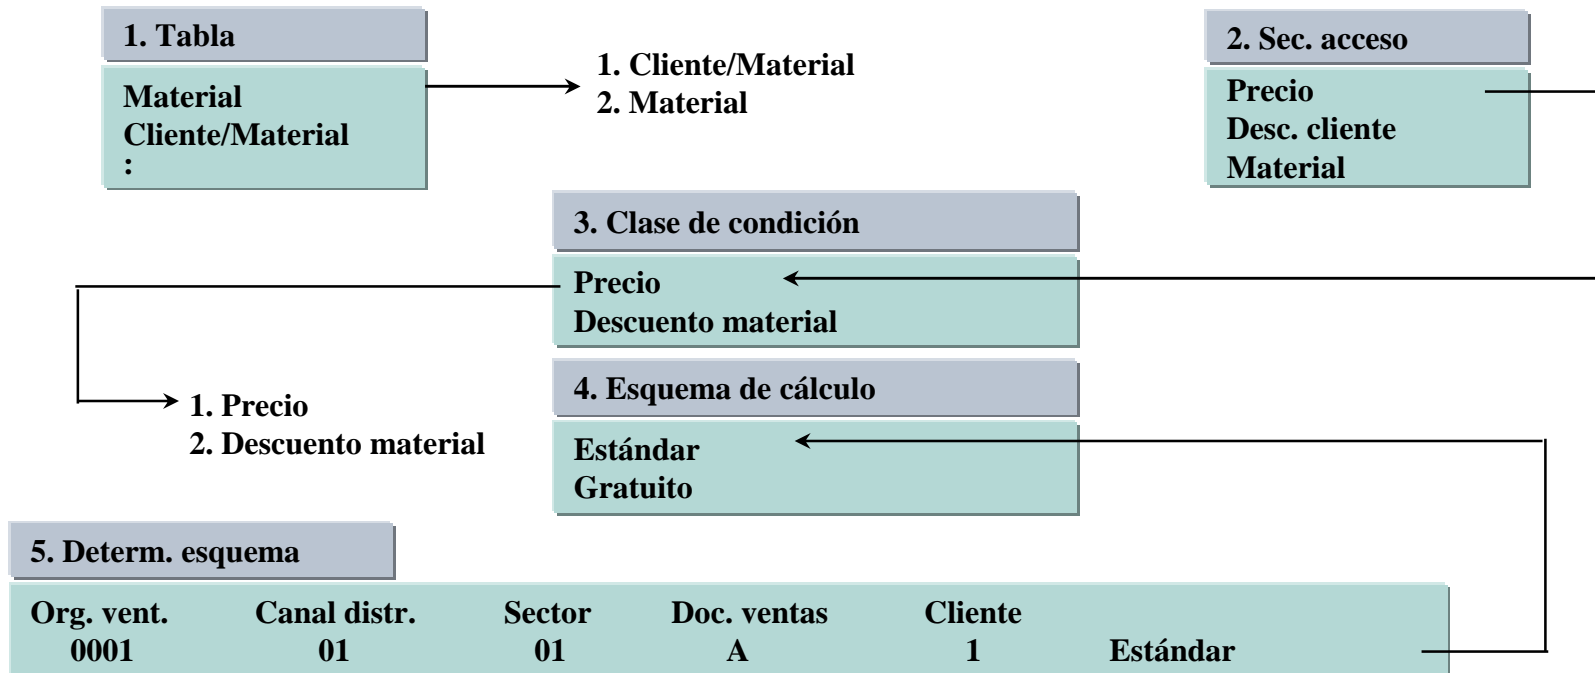 1. Tabla
Material
Cliente/Material
:
1. Cliente/Material
2. Material
2. Sec. acceso
Precio
Desc. cliente
Material
3. Clase de condición
Precio
Descuento material
1. Precio
2. Descuento material
4. Esquema de cálculo
Estándar
Gratuito
5. Determ. esquema
Org. vent. Canal distr. Sector Doc. ventas Cliente
0001 01 01 A 1 Estándar